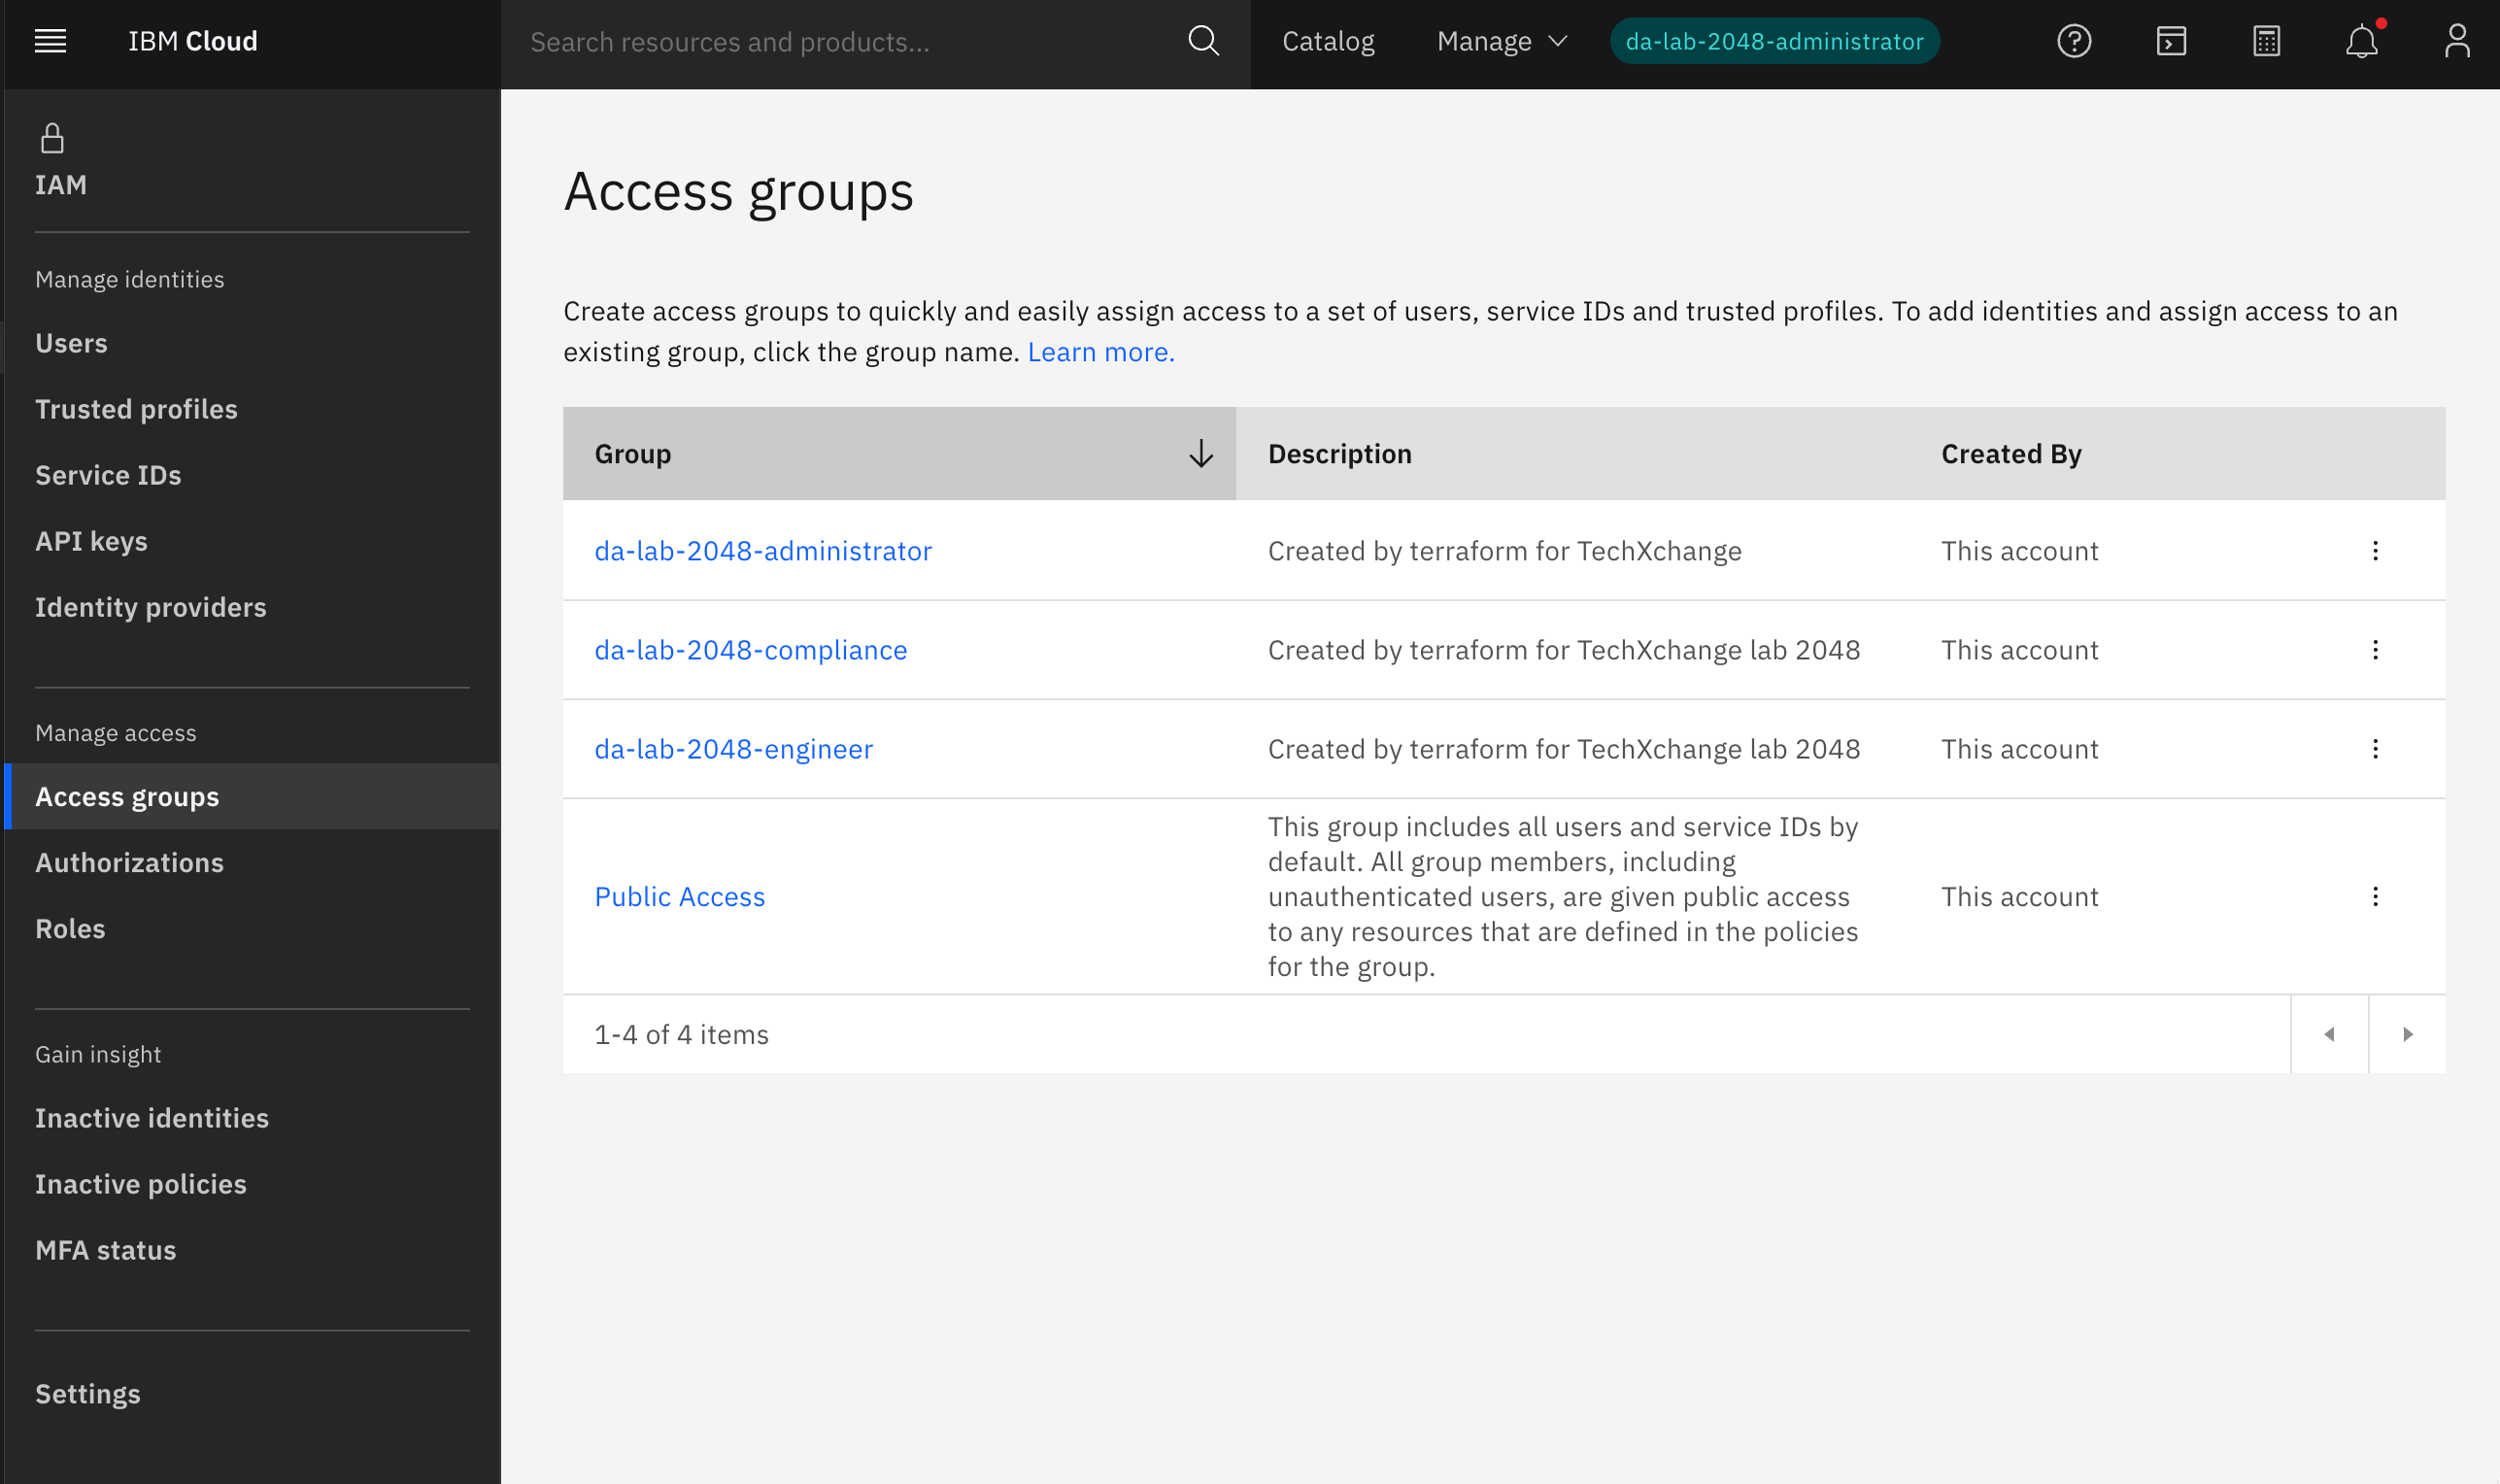 IBM Cloud
Search resources and products...
Catalog
Manage
da-lab-2048-administrator
IAM
Manage identities
Users
Trusted profiles
Service IDs
API keys
Identity providers
Manage access
Access groups
Authorizations
Roles
Gain insight
Inactive identities
Inactive policies
MFA status
Settings
Access groups
Create access groups to quickly and easily assign access to a set of users, service IDs and trusted profiles. To add identities and assign access to an
existing group, click the group name. Learn more.
Group Description Created By
da-lab-2048-administrator Created by terraform for TechXchange This account
da-lab-2048-compliance Created by terraform for TechXchange lab 2048 This account
da-lab-2048-engineer Created by terraform for TechXchange lab 2048 This account
Public Access
This group includes all users and service IDs by
default. All group members, including
unauthenticated users, are given public access
to any resources that are defined in the policies
for the group.
This account
1-4 of 4 items